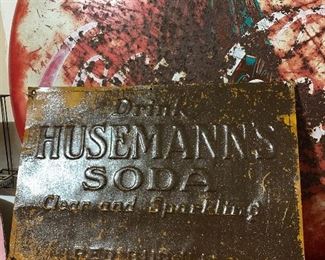 Drink
HUSEMANN'S
SODA
Clear and Sparkling